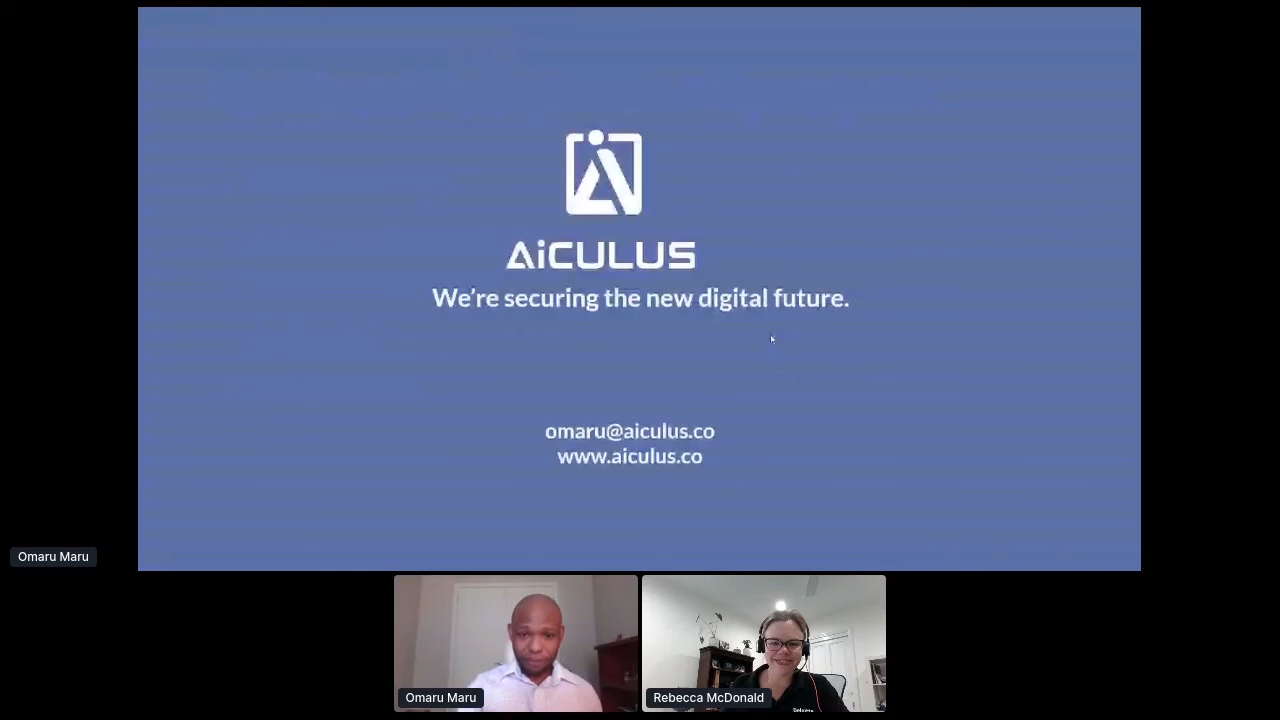 AiCULUS
We're securing the new digital future.
omaru@aiculus.co
www.aiculus.co
Omaru Maru
Omaru Maru
Rebecca McDonald